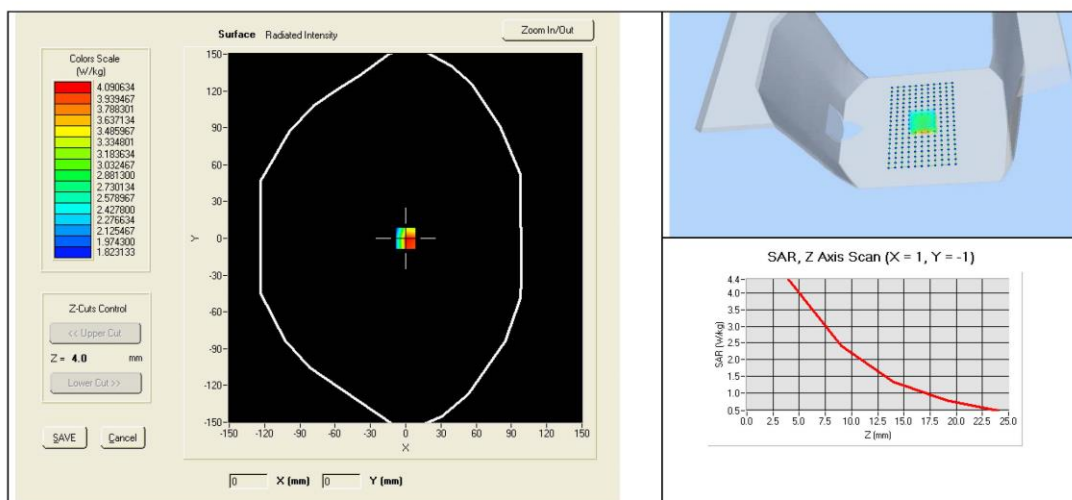 Surface Radiated Intensity
Zoom In/Out
Colors Scale
(W/kg)
4.090634
3.939467
3.788301
3.637134
3.485967
3.334801
3.183634
3.032467
2.881300
2.730134
2.578967
2.427800
2.276634
2.125467
1.974300
1.823133
Z-Cuts Control
<< Upper Cut
Z = 4.0 mm
Lower Cut >>
SAVE Cancel
150
120
90
60
30
0
-30
-60
-90
-120
-150
Y
-150 -120 -90 -60 -30 0 30 60 90 120 150
X
0 X (mm) 0 Y (mm)
SAR, Z Axis Scan (X = 1, Y = -1)
SAR (W/kg)
4.4
4.0
3.5
3.0
2.5
2.0
1.5
1.0
0.5
0.0 2.5 5.0 7.5 10.0 12.5 15.0 17.5 20.0 22.5 25.0
Z (mm)